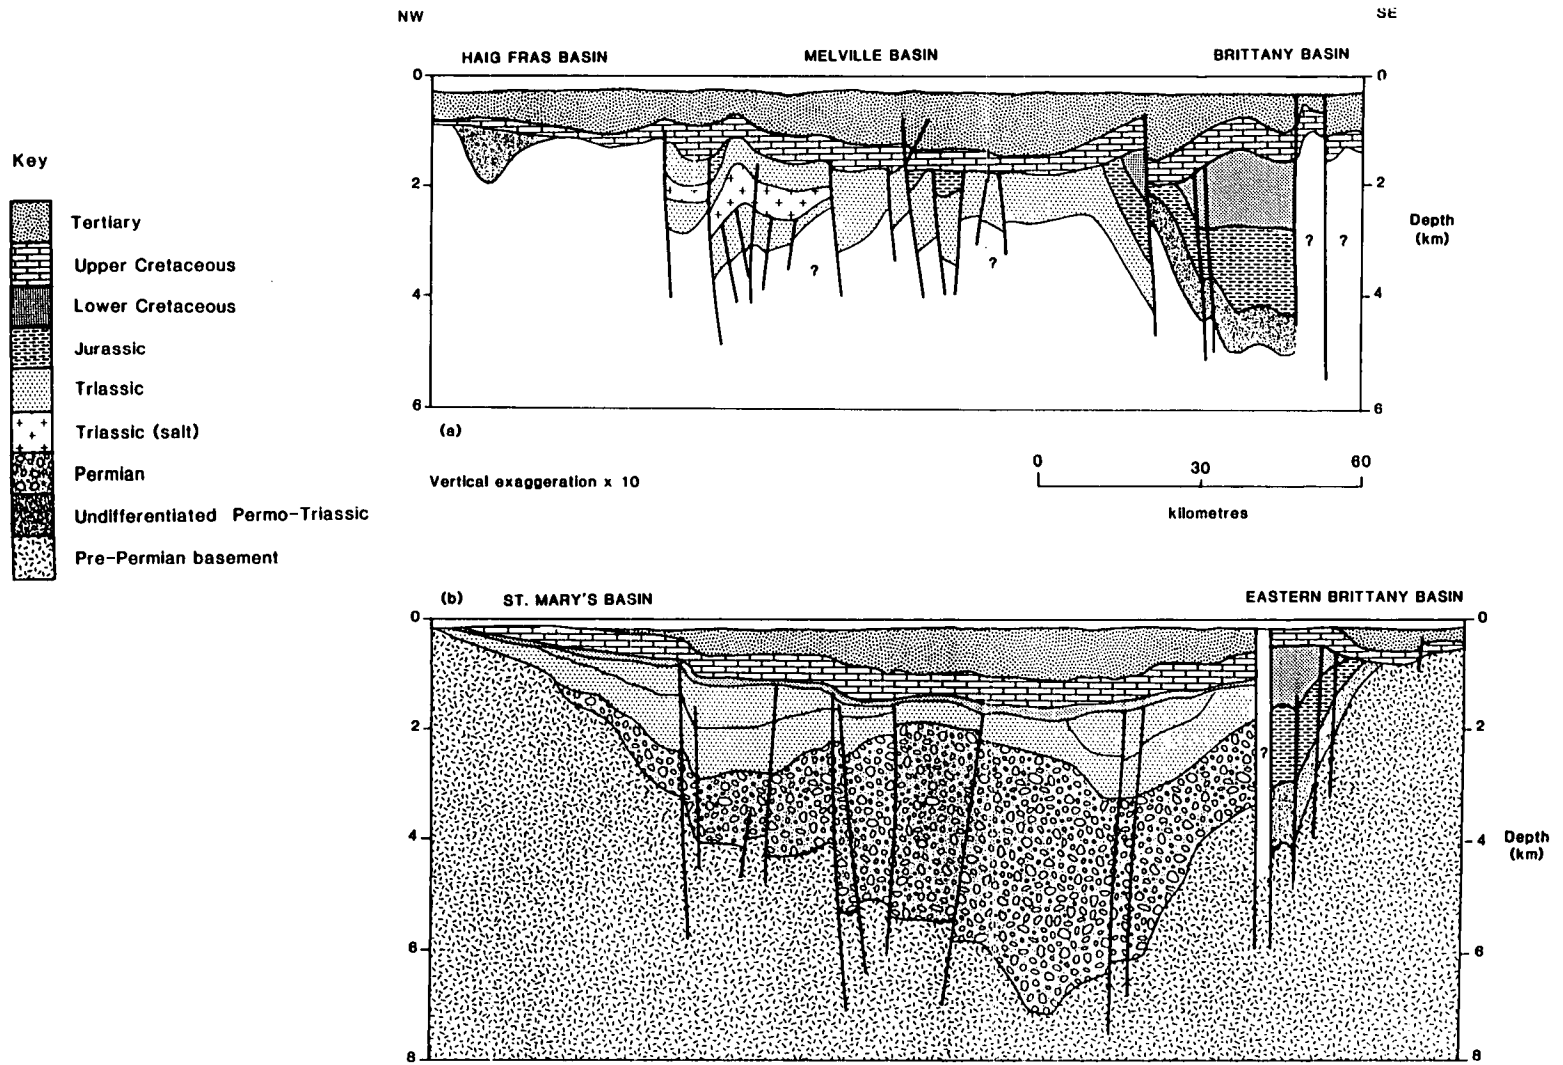 NW
SE
HAIG FRAS BASIN
MELVILLE BASIN
BRITTANY BASIN
0
2
4
6
0
2
4
6
Depth
(km)
?
?
?
?
(a)
Vertical exaggeration x 10
0
30
60
kilometres
Key
Tertiary
Upper Cretaceous
Lower Cretaceous
Jurassic
Triassic
Triassic (salt)
Permian
Undifferentiated Permo-Triassic
Pre-Permian basement
(b)
ST. MARY'S BASIN
EASTERN BRITTANY BASIN
0
2
4
6
8
0
2
4
6
8
Depth
(km)
?